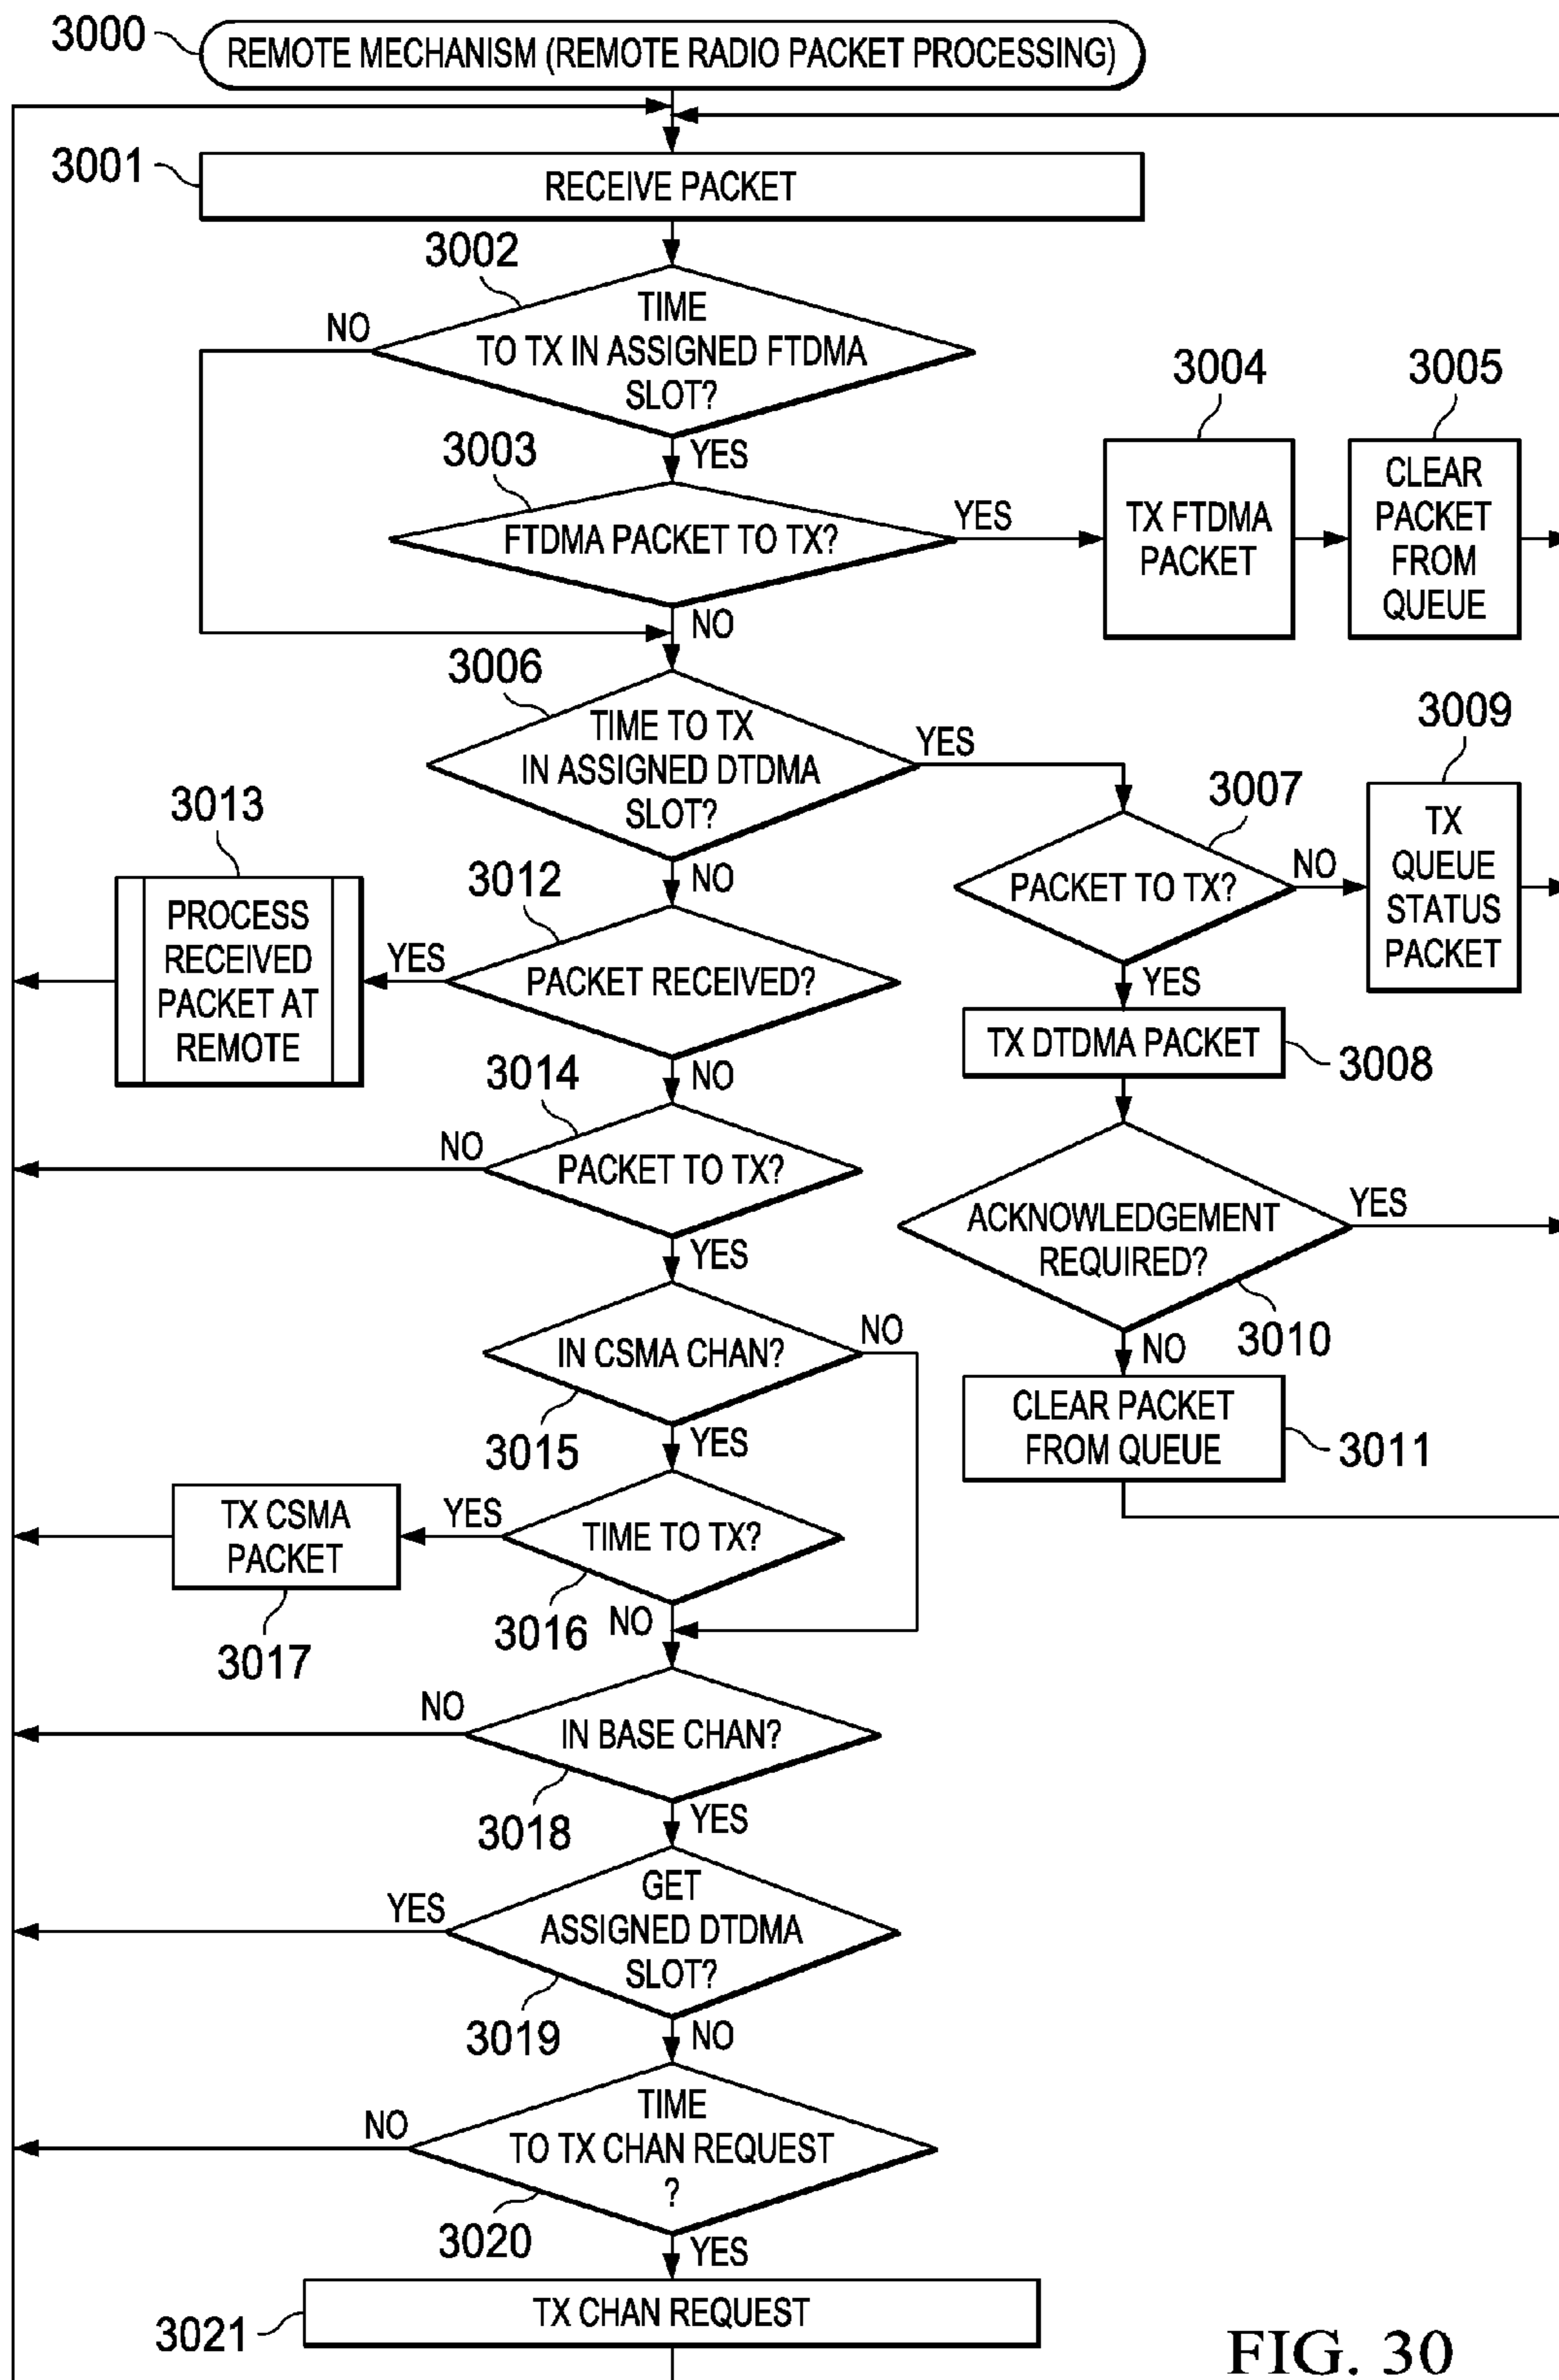 3000
REMOTE MECHANISM (REMOTE RADIO PACKET PROCESSING)
3001
RECEIVE PACKET
3002
TIME
TO TX IN ASSIGNED FTDMA
SLOT?
NO
YES
3003
FTDMA PACKET TO TX?
YES
NO
3004
TX FTDMA
PACKET
3005
CLEAR
PACKET
FROM
QUEUE
3006
TIME TO TX
IN ASSIGNED DTDMA
SLOT?
YES
NO
3007
PACKET TO TX?
NO
YES
3009
TX
QUEUE
STATUS
PACKET
3013
PROCESS
RECEIVED
PACKET AT
REMOTE
3012
PACKET RECEIVED?
YES
NO
TX DTDMA PACKET
3008
3014
PACKET TO TX?
NO
YES
ACKNOWLEDGEMENT
REQUIRED?
YES
3010
NO
IN CSMA CHAN?
NO
3015
YES
CLEAR PACKET
FROM QUEUE
3011
TX CSMA
PACKET
3017
YES
TIME TO TX?
3016
NO
IN BASE CHAN?
NO
3018
YES
GET
ASSIGNED DTDMA
SLOT?
YES
3019
NO
TIME
TO TX CHAN REQUEST
?
NO
3020
YES
TX CHAN REQUEST
3021
FIG. 30